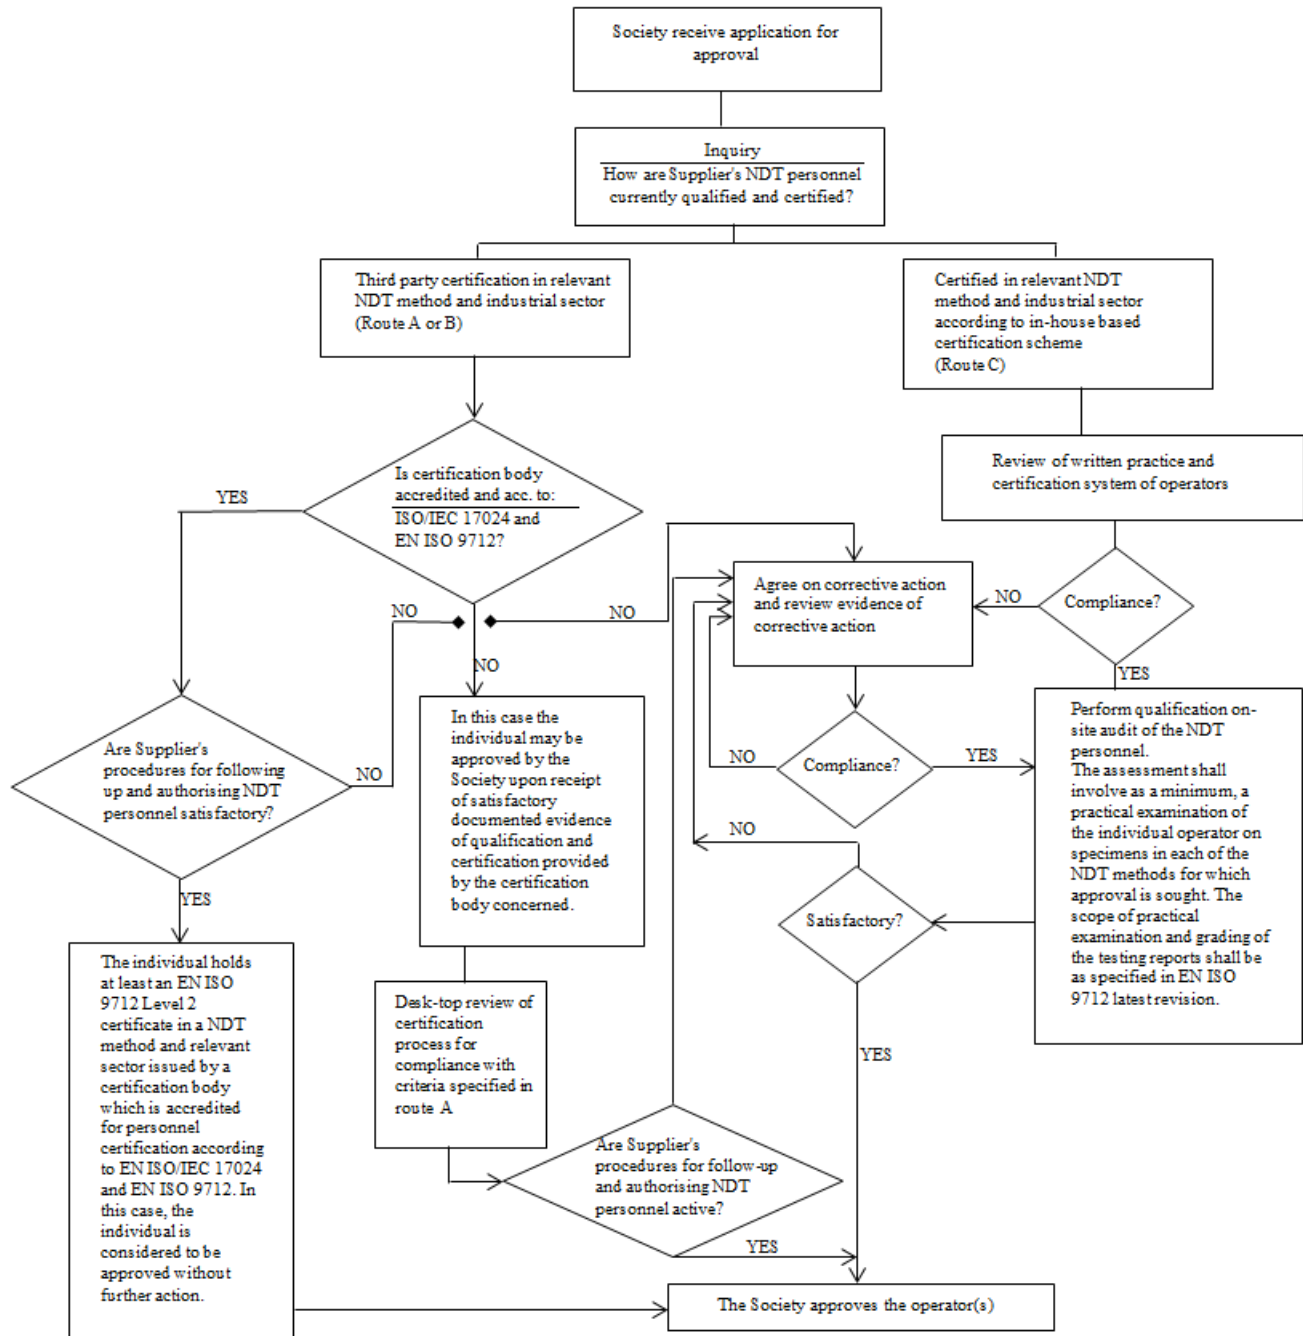 Society receive application for
approval
Inquiry
How are Supplier's NDT personnel
currently qualified and certified?
Third party certification in relevant
NDT method and industrial sector
(Route A or B)
Certified in relevant NDT
method and industrial sector
according to in-house based
certification scheme
(Route C)
Is certification body
accredited and acc. to:
ISO/IEC 17024 and
EN ISO 9712?
YES
Review of written practice and
certification system of operators
Agree on corrective action
and review evidence of
corrective action
NO
Compliance?
NO
NO
NO
YES
Are Supplier's
procedures for following
up and authorising NDT
personnel satisfactory?
NO
In this case the
individual may be
approved by the
Society upon receipt
of satisfactory
documented evidence
of qualification and
certification provided
by the certification
body concerned.
NO
Compliance?
YES
Perform qualification on-
site audit of the NDT
personnel.
The assessment shall
involve as a minimum, a
practical examination of
the individual operator on
specimens in each of the
NDT methods for which
approval is sought. The
scope of practical
examination and grading of
the testing reports shall be
as specified in EN ISO
9712 latest revision.
NO
Satisfactory?
YES
YES
The individual holds
at least an EN ISO
9712 Level 2
certificate in a NDT
method and relevant
sector issued by a
certification body
which is accredited
for personnel
certification according
to EN ISO/IEC 17024
and EN ISO 9712. In
this case, the
individual is
considered to be
approved without
further action.
Desk-top review of
certification
process for
compliance with
criteria specified in
route A
Are Supplier's
procedures for follow-up
and authorising NDT
personnel active?
YES
The Society approves the operator(s)